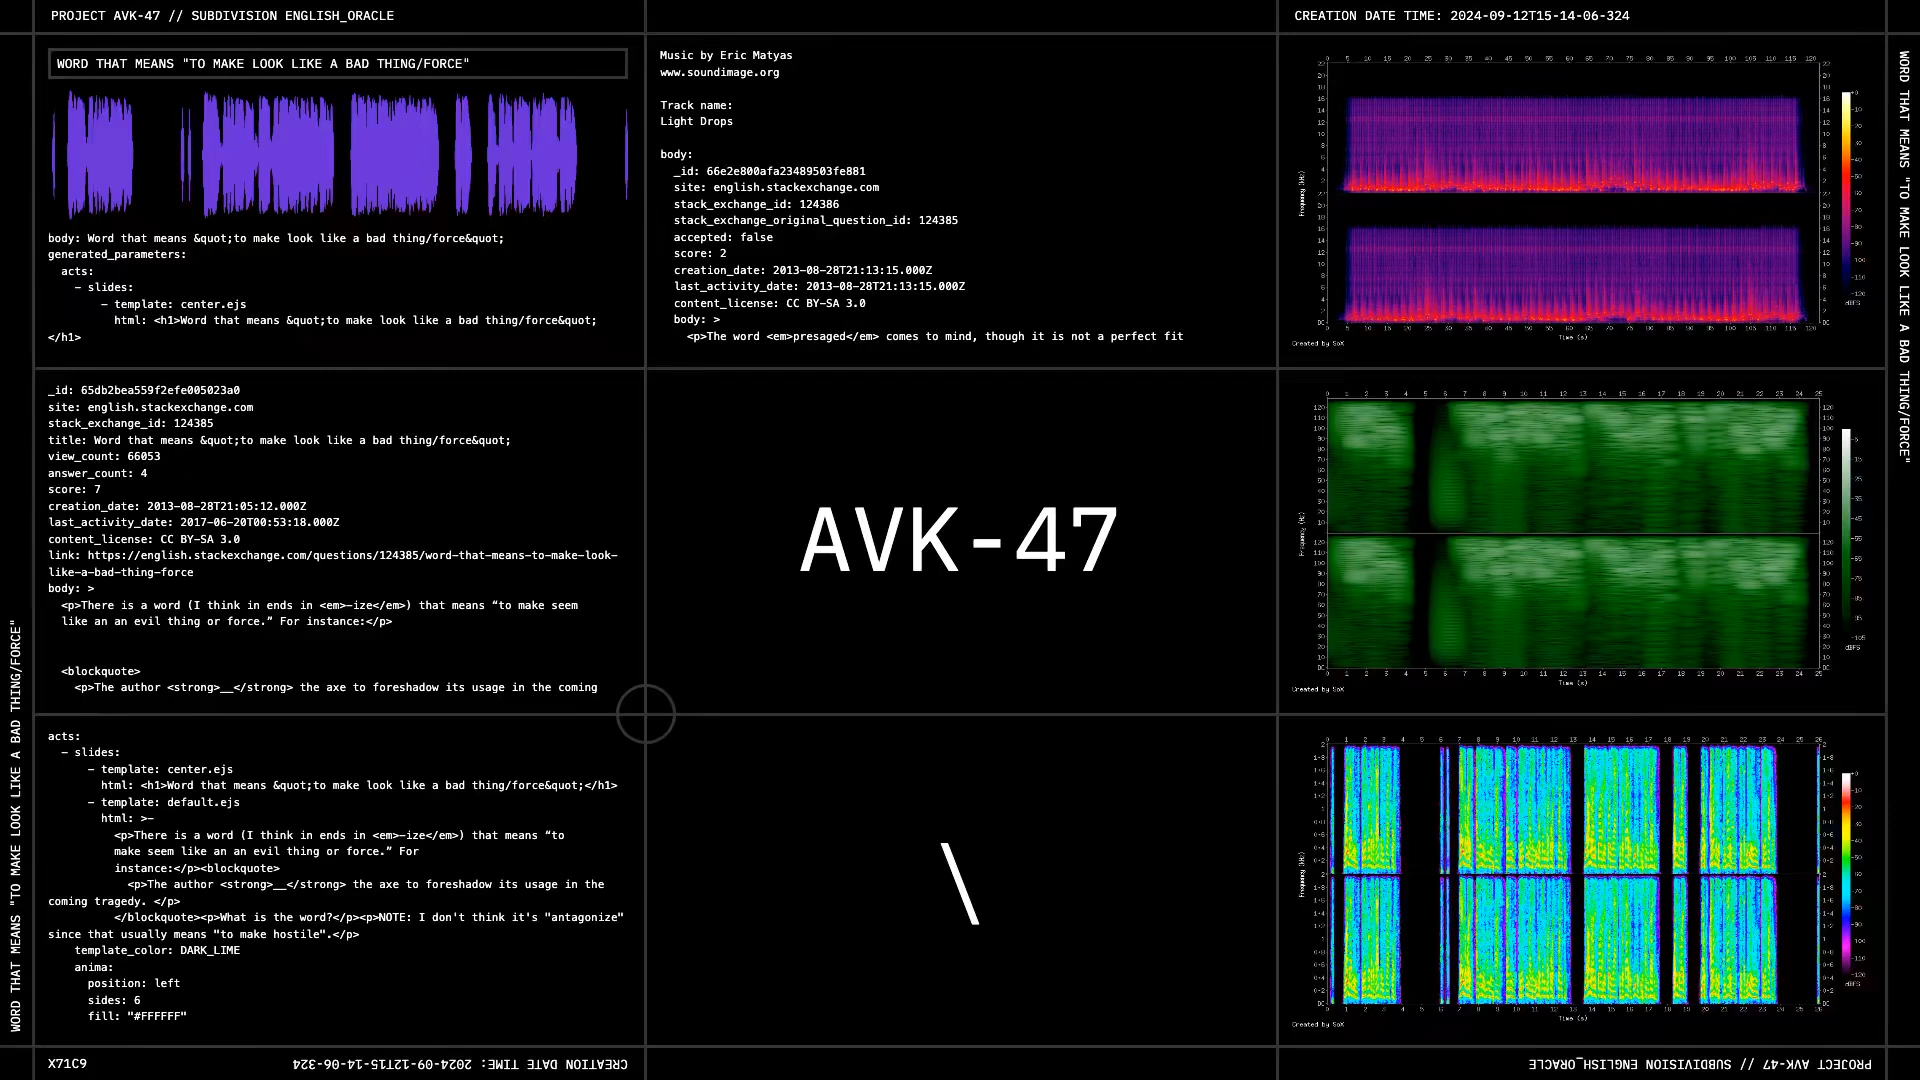 PROJECT AVK-47 // SUBDIVISION ENGLISH_ORACLE
CREATION DATE TIME: 2024-09-12T15-14-06-324
WORD THAT MEANS "TO MAKE LOOK LIKE A BAD THING/FORCE"
body: Word that means &quot;to make look like a bad thing/force&quot;
generated_parameters:
acts:
– slides:
– template: center.ejs
html: <h1>Word that means &quot;to make look like a bad thing/force&quot;
</h1>
Music by Eric Matyas
www.soundimage.org
Track name:
Light Drops
body:
_id: 66e2e800afa23489503fe881
site: english.stackexchange.com
stack_exchange_id: 124386
stack_exchange_original_question_id: 124385
accepted: false
score: 2
creation_date: 2013-08-28T21:13:15.000Z
last_activity_date: 2013-08-28T21:13:15.000Z
content_license: CC BY-SA 3.0
body: >
<p>The word <em>presaged</em> comes to mind, though it is not a perfect fit
Frequency (kHz)
Time (s)
dBFS
Created by SoX
WORD THAT MEANS "TO MAKE LOOK LIKE A BAD THING/FORCE"
_id: 65db2bea559f2efe005023a0
site: english.stackexchange.com
stack_exchange_id: 124385
title: Word that means &quot;to make look like a bad thing/force&quot;
view_count: 66053
answer_count: 4
score: 7
creation_date: 2013-08-28T21:05:12.000Z
last_activity_date: 2017-06-20T00:53:18.000Z
content_license: CC BY-SA 3.0
link: https://english.stackexchange.com/questions/124385/word-that-means-to-make-look-
like-a-bad-thing-force
body: >
<p>There is a word (I think in ends in <em>–ize</em>) that means “to make seem
like an an evil thing or force.” For instance:</p>
<blockquote>
<p>The author <strong>__</strong> the axe to foreshadow its usage in the coming
AVK-47
Frequency (Hz)
Time (s)
dBFS
Created by SoX
WORD THAT MEANS "TO MAKE LOOK LIKE A BAD THING/FORCE"
acts:
– slides:
– template: center.ejs
html: <h1>Word that means &quot;to make look like a bad thing/force&quot;</h1>
– template: default.ejs
html: >–
<p>There is a word (I think in ends in <em>–ize</em>) that means “to
make seem like an an evil thing or force.” For
instance:</p><blockquote>
<p>The author <strong>__</strong> the axe to foreshadow its usage in the
coming tragedy. </p>
</blockquote><p>What is the word?</p><p>NOTE: I don't think it's "antagonize"
since that usually means "to make hostile".</p>
template_color: DARK_LIME
anima:
position: left
sides: 6
fill: "#FFFFFF"
\
Frequency (kHz)
Time (s)
dBFS
Created by SoX
X71C9
CREATION DATE TIME: 2024-09-12T15-14-06-324
PROJECT AVK-47 // SUBDIVISION ENGLISH_ORACLE